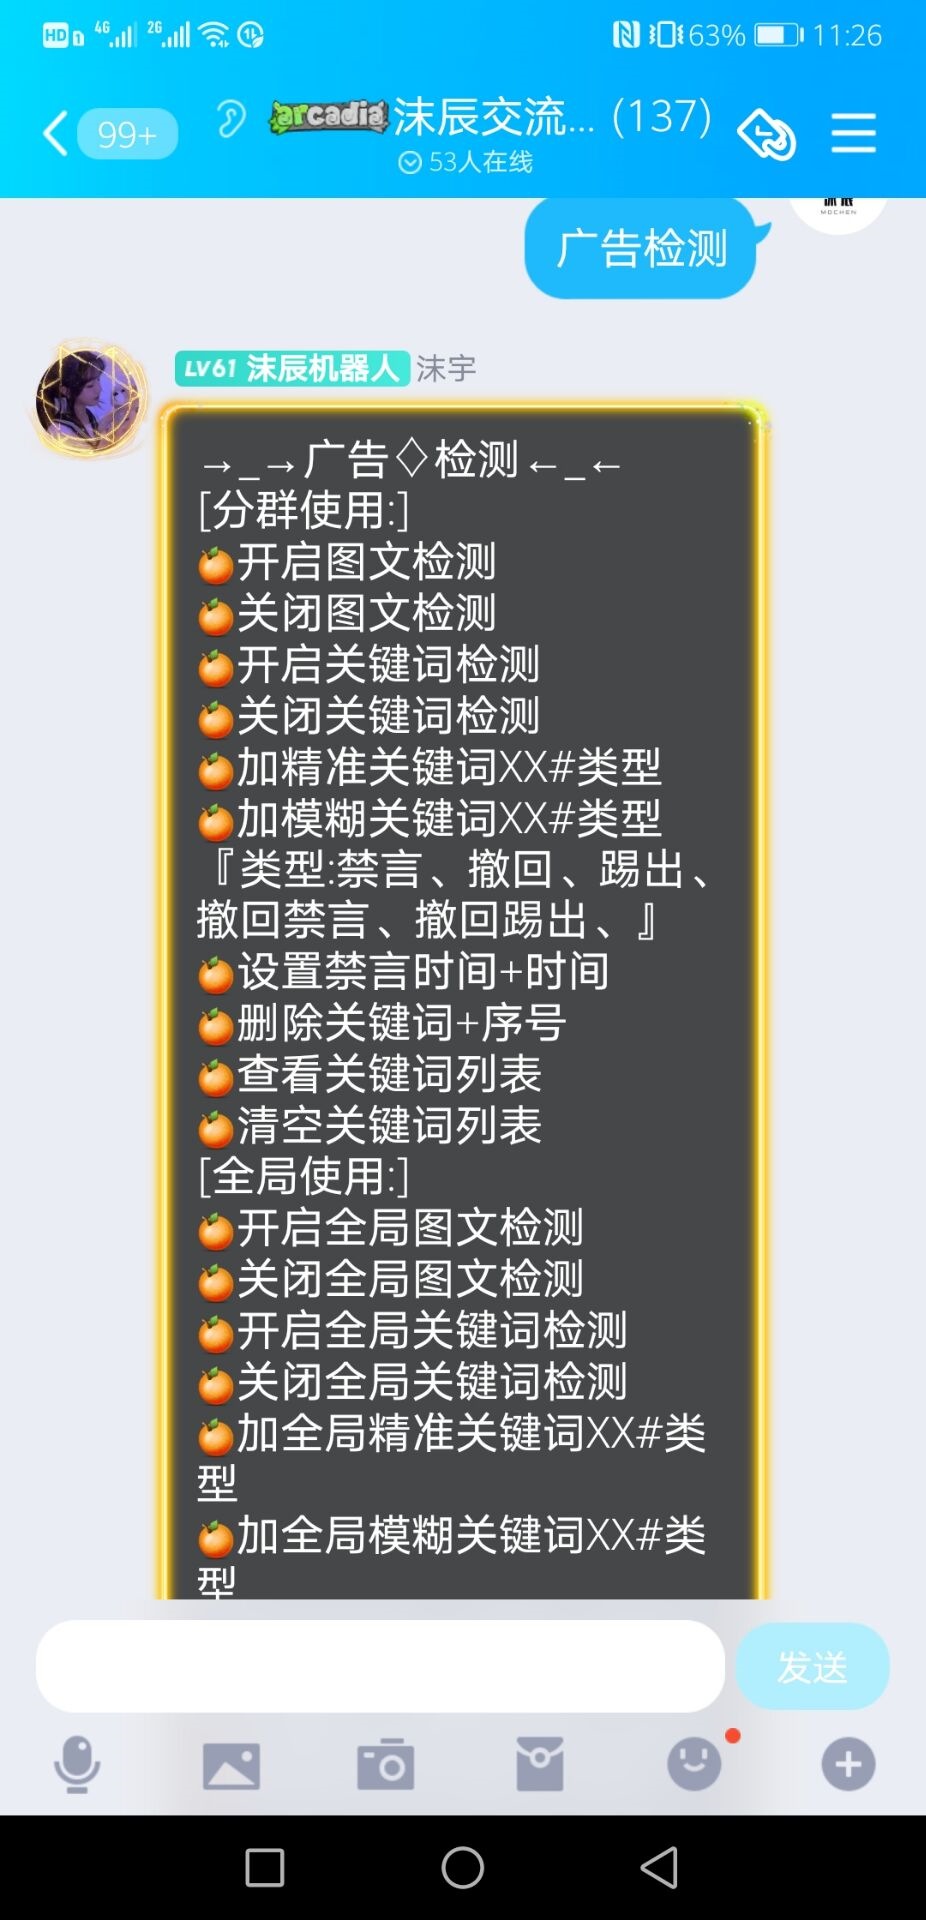 HD 1 4G 2G 63% 11:26
99+ arcadia 沫辰交流... (137)
53人在线
MOCHEN
广告检测
LV61 沫辰机器人 沫宇
→_→广告♢检测←_←
[分群使用:]
🍊开启图文检测
🍊关闭图文检测
🍊开启关键词检测
🍊关闭关键词检测
🍊加精准关键词XX#类型
🍊加模糊关键词XX#类型
『类型:禁言、撤回、踢出、
撤回禁言、撤回踢出、』
🍊设置禁言时间+时间
🍊删除关键词+序号
🍊查看关键词列表
🍊清空关键词列表
[全局使用:]
🍊开启全局图文检测
🍊关闭全局图文检测
🍊开启全局关键词检测
🍊关闭全局关键词检测
🍊加全局精准关键词XX#类
型
🍊加全局模糊关键词XX#类
型
发送